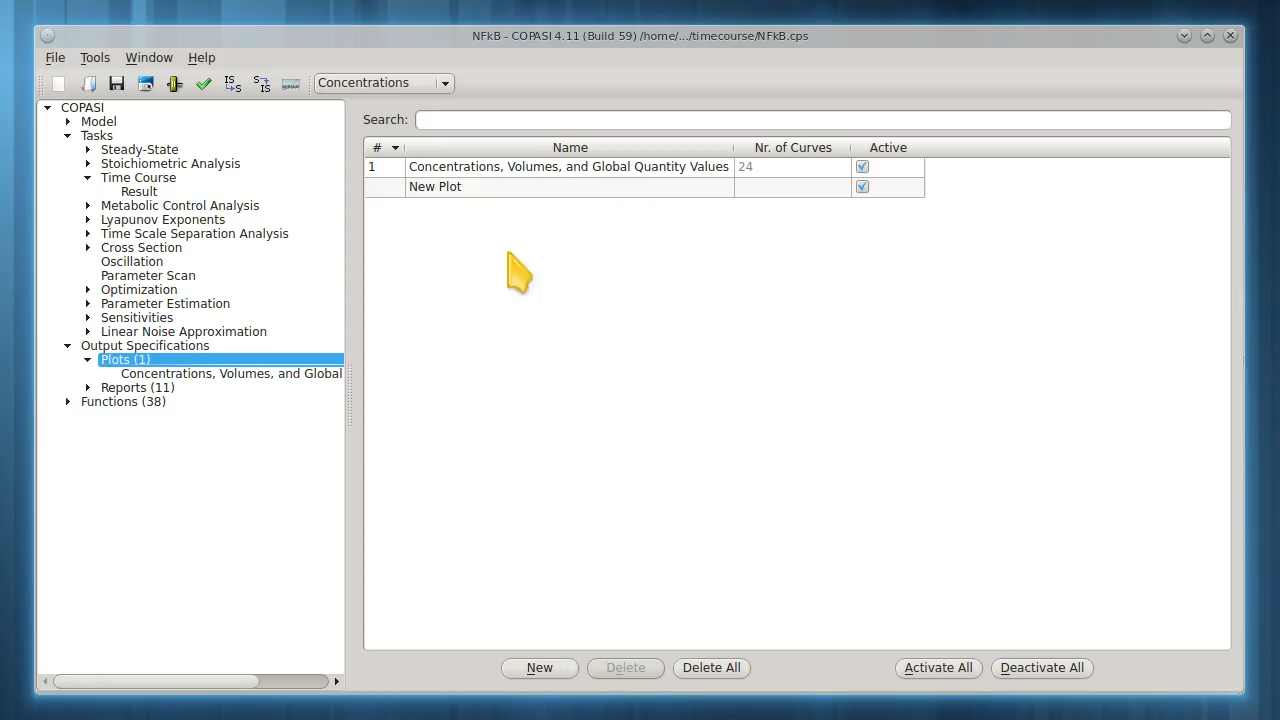 NFkB - COPASI 4.11 (Build 59) /home/.../timecourse/NFkB.cps
File Tools Window Help
Concentrations
COPASI
Model
Tasks
Steady-State
Stoichiometric Analysis
Time Course
Result
Metabolic Control Analysis
Lyapunov Exponents
Time Scale Separation Analysis
Cross Section
Oscillation
Parameter Scan
Optimization
Parameter Estimation
Sensitivities
Linear Noise Approximation
Output Specifications
Plots (1)
Concentrations, Volumes, and Global
Reports (11)
Functions (38)
Search:
# Name Nr. of Curves Active
1 Concentrations, Volumes, and Global Quantity Values 24
New Plot
New Delete Delete All Activate All Deactivate All